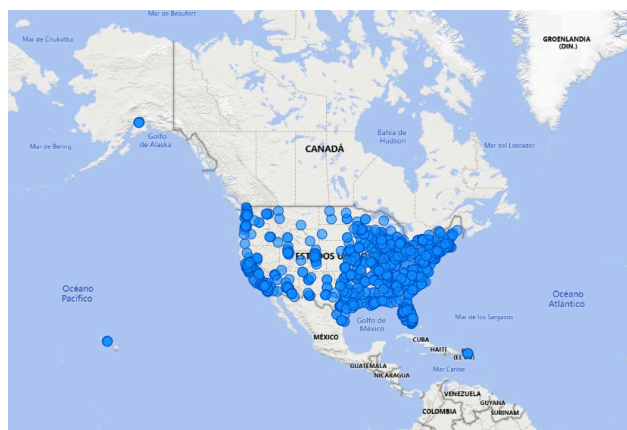 Mar de Beaufort
Mar de Chukotka
GROENLANDIA
(DIN.)
Mar de Bering
Golfo
de Alaska
Bahía de
Hudson
Mar del Labrador
CANADÁ
ESTADOS U
Océano
Pacífico
Océano
Atlántico
Golfo de
México
Mar de los Sargazos
MÉXICO
CUBA
HAITÍ
(EE. UU.)
Mar Caribe
GUATEMALA
NICARAGUA
VENEZUELA
GUYANA
COLOMBIA
SURINAM